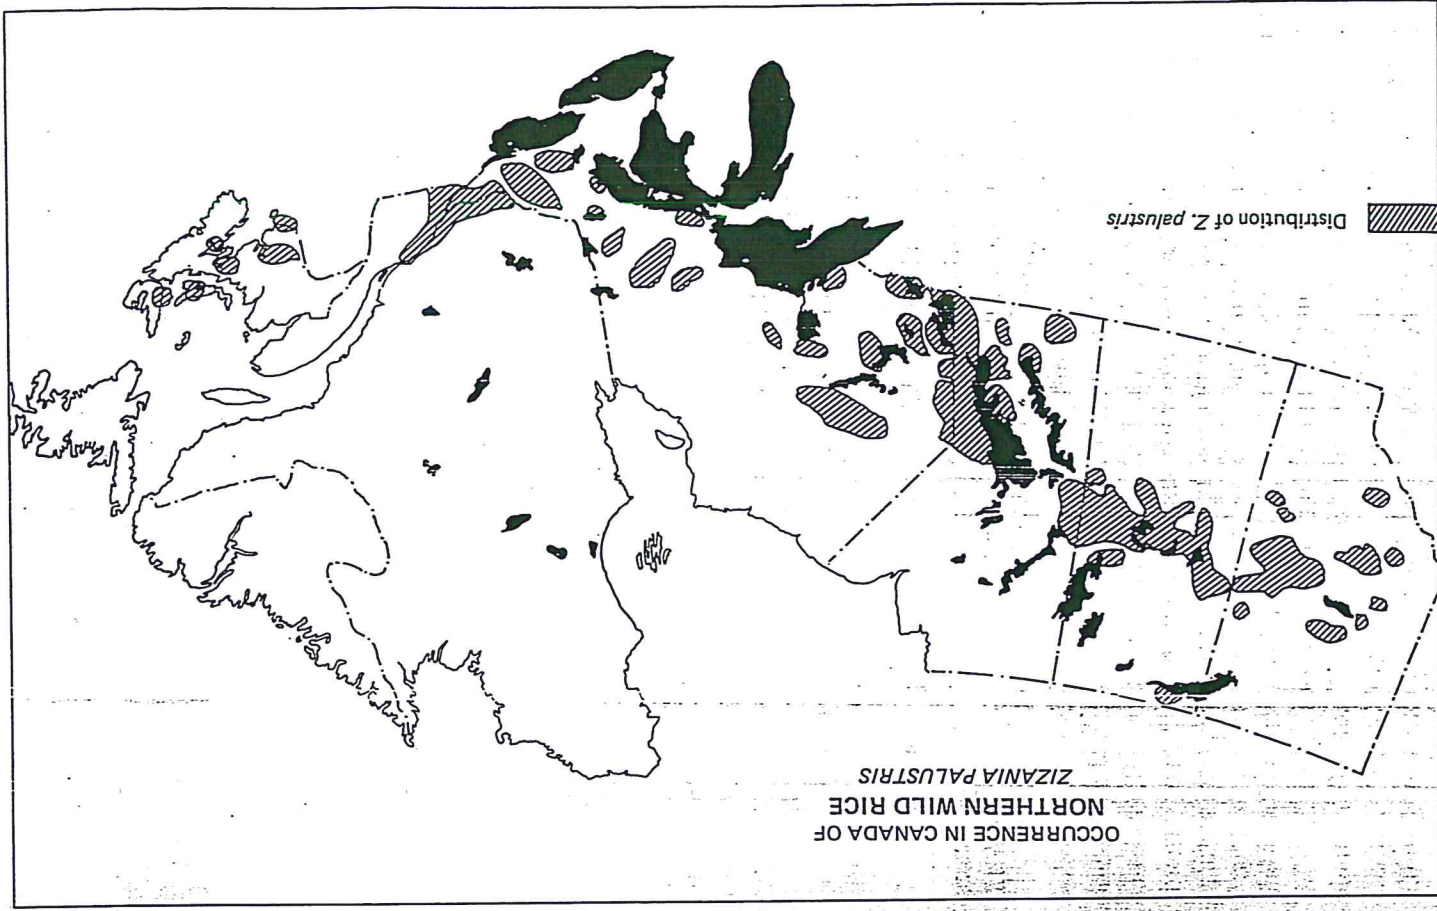 OCCURRENCE IN CANADA OF
NORTHERN WILD RICE
ZIZANIA PALUSTRIS
Distribution of Z. palustris